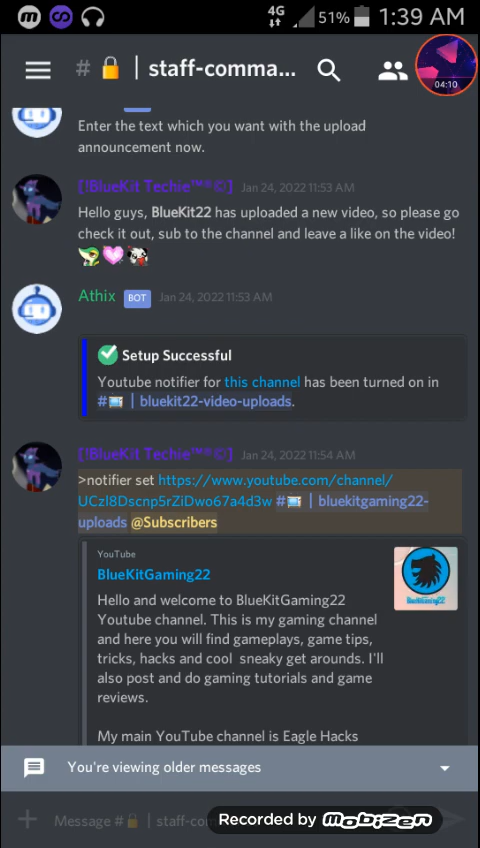 4G 51% 1:39 AM
# 🔒 | staff-comma...
04:10
Enter the text which you want with the upload
announcement now.
[!BlueKit Techie™®©] Jan 24, 2022 11:53 AM
Hello guys, BlueKit22 has uploaded a new video, so please go
check it out, sub to the channel and leave a like on the video!
Athix BOT Jan 24, 2022 11:53 AM
Setup Successful
Youtube notifier for this channel has been turned on in
# | bluekit22-video-uploads.
[!BlueKit Techie™®©] Jan 24, 2022 11:54 AM
>notifier set https://www.youtube.com/channel/
UCzl8Dscnp5rZiDwo67a4d3w # | bluekitgaming22-
uploads @Subscribers
YouTube
BlueKitGaming22
Hello and welcome to BlueKitGaming22
Youtube channel. This is my gaming channel
and here you will find gameplays, game tips,
tricks, hacks and cool sneaky get arounds. I'll
also post and do gaming tutorials and game
reviews.
My main YouTube channel is Eagle Hacks
You're viewing older messages
Message # 🔒 | staff-co
Recorded by Mobizen